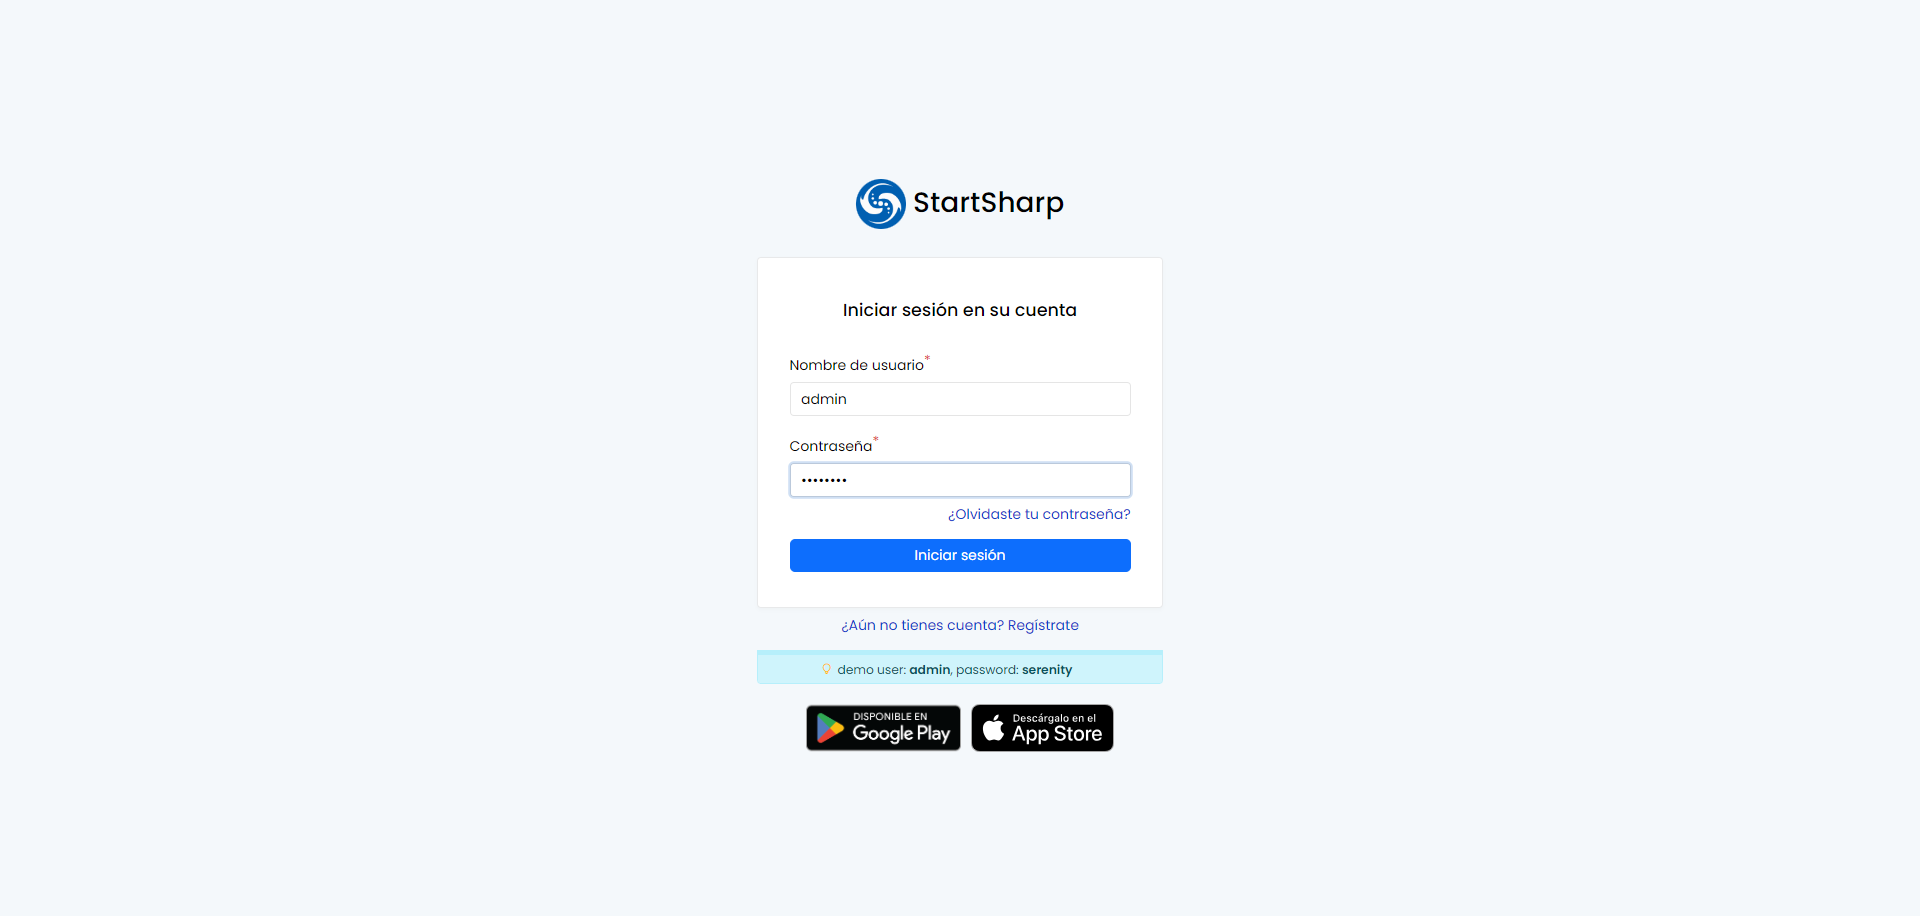 StartSharp
Iniciar sesión en su cuenta
Nombre de usuario*
admin
Contraseña*
••••••••
¿Olvidaste tu contraseña?
Iniciar sesión
¿Aún no tienes cuenta? Regístrate
demo user: admin, password: serenity
DISPONIBLE EN
Google Play
Descárgalo en el
App Store